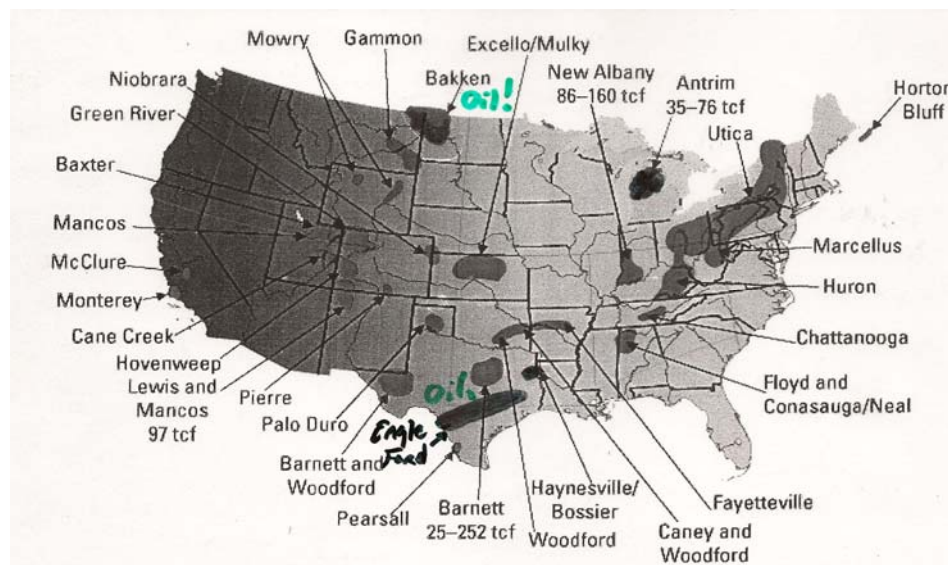 Mowry
Gammon
Excello/Mulky
Niobrara
Bakken
oil!
New Albany
86–160 tcf
Antrim
35–76 tcf
Utica
Horton
Bluff
Green River
Baxter
Mancos
McClure
Monterey
Cane Creek
Hovenweep
Lewis and
Mancos
97 tcf
Pierre
Palo Duro
oil
Eagle
Ford
Barnett and
Woodford
Pearsall
Barnett
25–252 tcf
Woodford
Haynesville/
Bossier
Caney and
Woodford
Fayetteville
Floyd and
Conasauga/Neal
Chattanooga
Huron
Marcellus